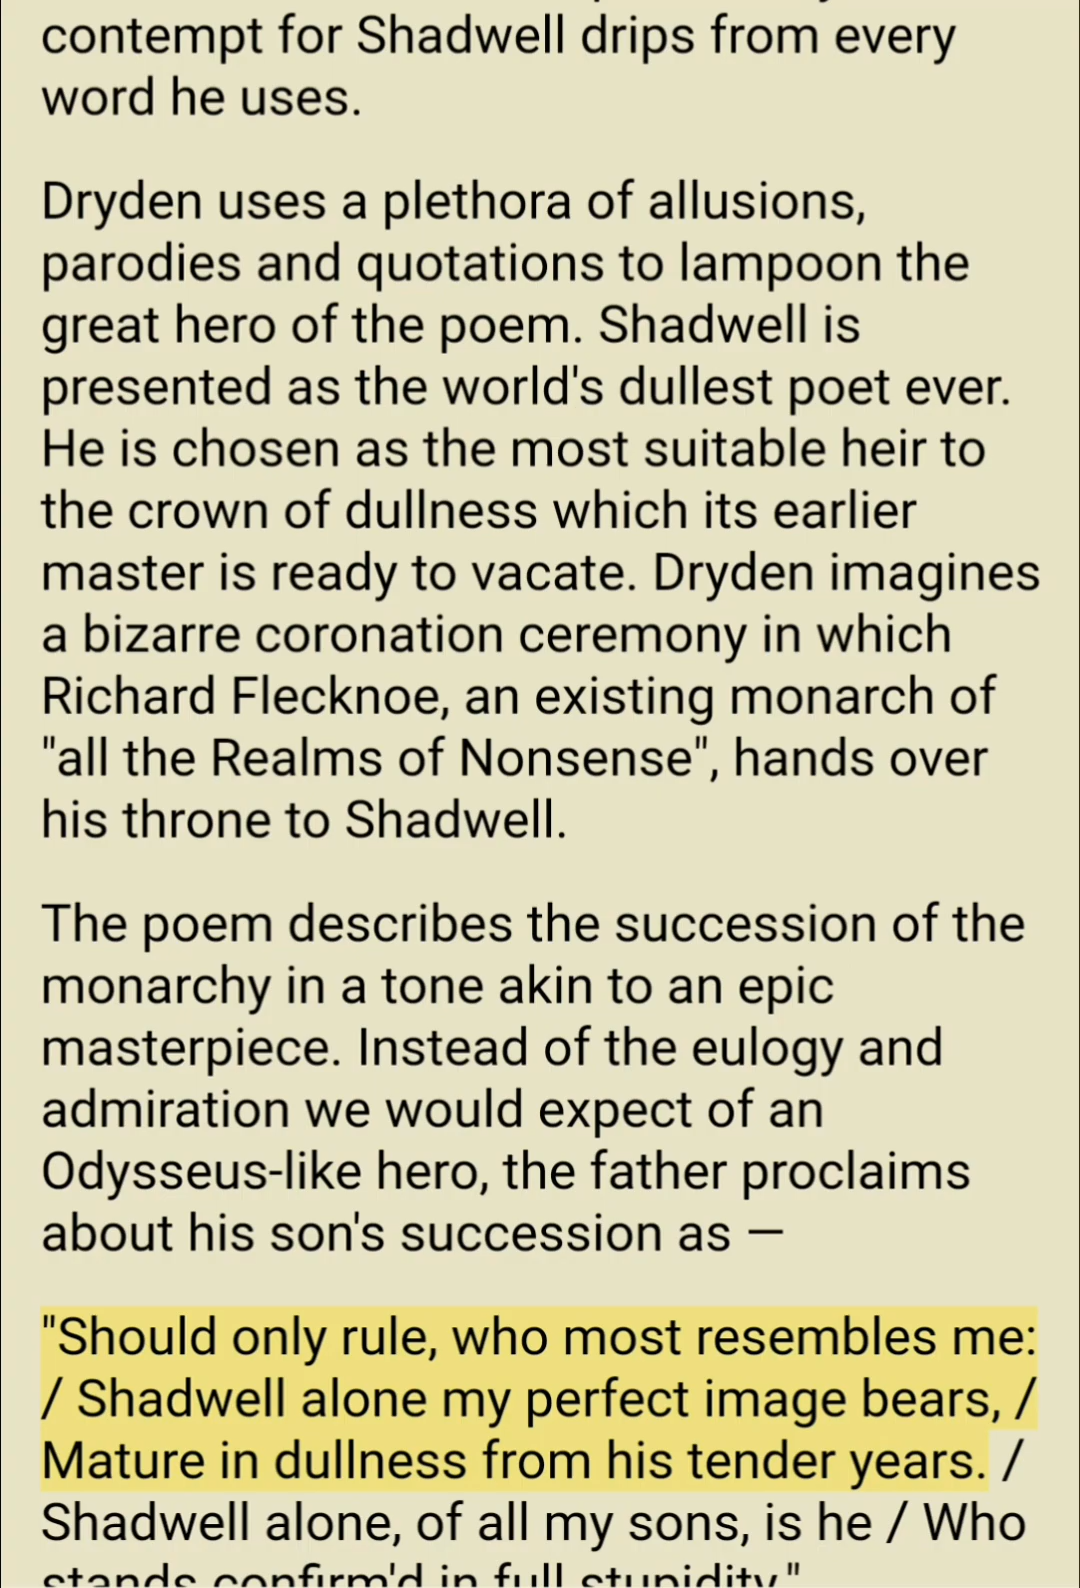 contempt for Shadwell drips from every
word he uses.
Dryden uses a plethora of allusions,
parodies and quotations to lampoon the
great hero of the poem. Shadwell is
presented as the world's dullest poet ever.
He is chosen as the most suitable heir to
the crown of dullness which its earlier
master is ready to vacate. Dryden imagines
a bizarre coronation ceremony in which
Richard Flecknoe, an existing monarch of
"all the Realms of Nonsense", hands over
his throne to Shadwell.
The poem describes the succession of the
monarchy in a tone akin to an epic
masterpiece. Instead of the eulogy and
admiration we would expect of an
Odysseus-like hero, the father proclaims
about his son's succession as —
"Should only rule, who most resembles me:
/ Shadwell alone my perfect image bears, /
Mature in dullness from his tender years. /
Shadwell alone, of all my sons, is he / Who
stands confirm'd in full stupidity."